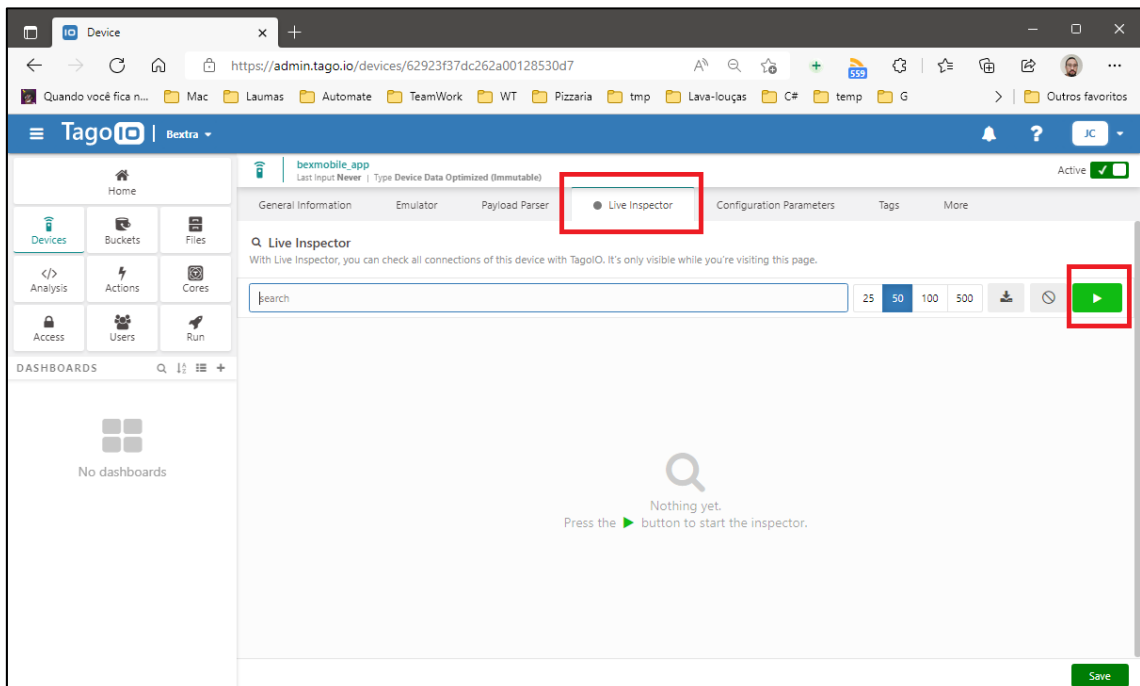 Device
https://admin.tago.io/devices/62923f37dc262a00128530d7
559
Quando você fica n... Mac Laumas Automate TeamWork WT Pizzaria tmp Lava-louças C# temp G Outros favoritos
TagoIO | Bextra JC
bexmobile_app
Last Input Never | Type Device Data Optimized (Immutable)
Active
Home
Devices Buckets Files
Analysis Actions Cores
Access Users Run
DASHBOARDS
No dashboards
General Information Emulator Payload Parser Live Inspector Configuration Parameters Tags More
Live Inspector
With Live Inspector, you can check all connections of this device with TagoIO. It's only visible while you're visiting this page.
search 25 50 100 500
Nothing yet.
Press the ▶ button to start the inspector.
Save